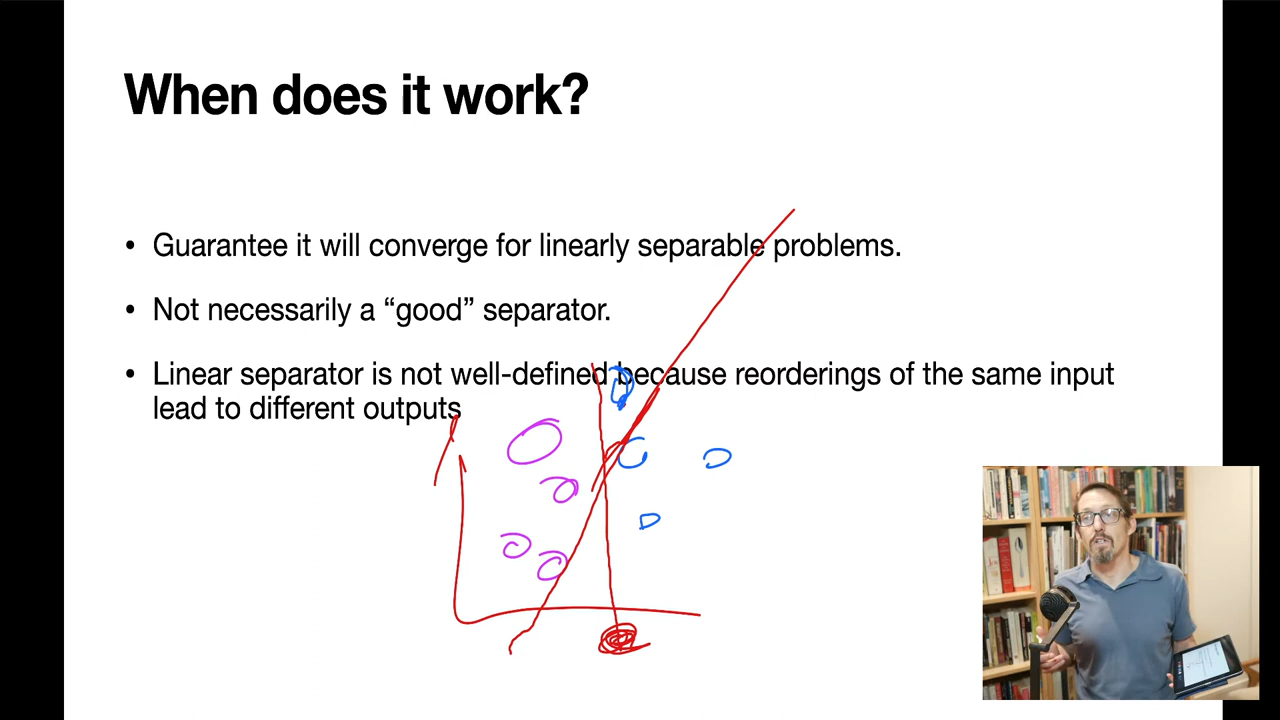 When does it work?
• Guarantee it will converge for linearly separable problems.
• Not necessarily a “good” separator.
• Linear separator is not well-defined because reorderings of the same input
lead to different outputs